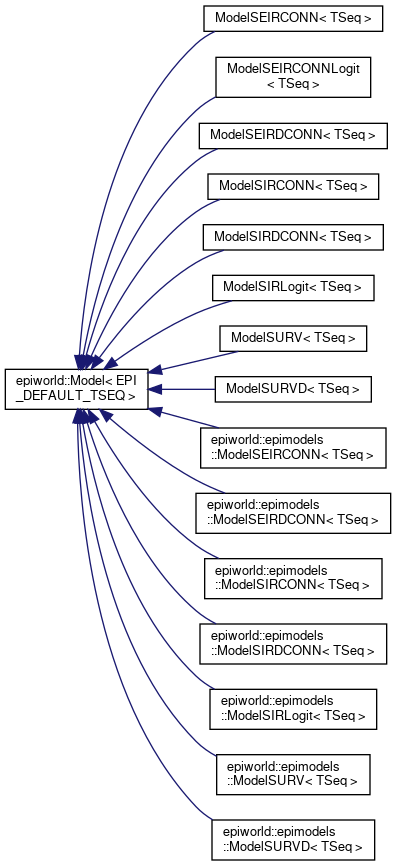 ModelSEIRCONN< TSeq >
ModelSEIRCONNLogit
< TSeq >
ModelSEIRDCONN< TSeq >
ModelSIRCONN< TSeq >
ModelSIRDCONN< TSeq >
ModelSIRLogit< TSeq >
ModelSURV< TSeq >
epiworld::Model< EPI
_DEFAULT_TSEQ >
ModelSURVD< TSeq >
epiworld::epimodels
::ModelSEIRCONN< TSeq >
epiworld::epimodels
::ModelSEIRDCONN< TSeq >
epiworld::epimodels
::ModelSIRCONN< TSeq >
epiworld::epimodels
::ModelSIRDCONN< TSeq >
epiworld::epimodels
::ModelSIRLogit< TSeq >
epiworld::epimodels
::ModelSURV< TSeq >
epiworld::epimodels
::ModelSURVD< TSeq >